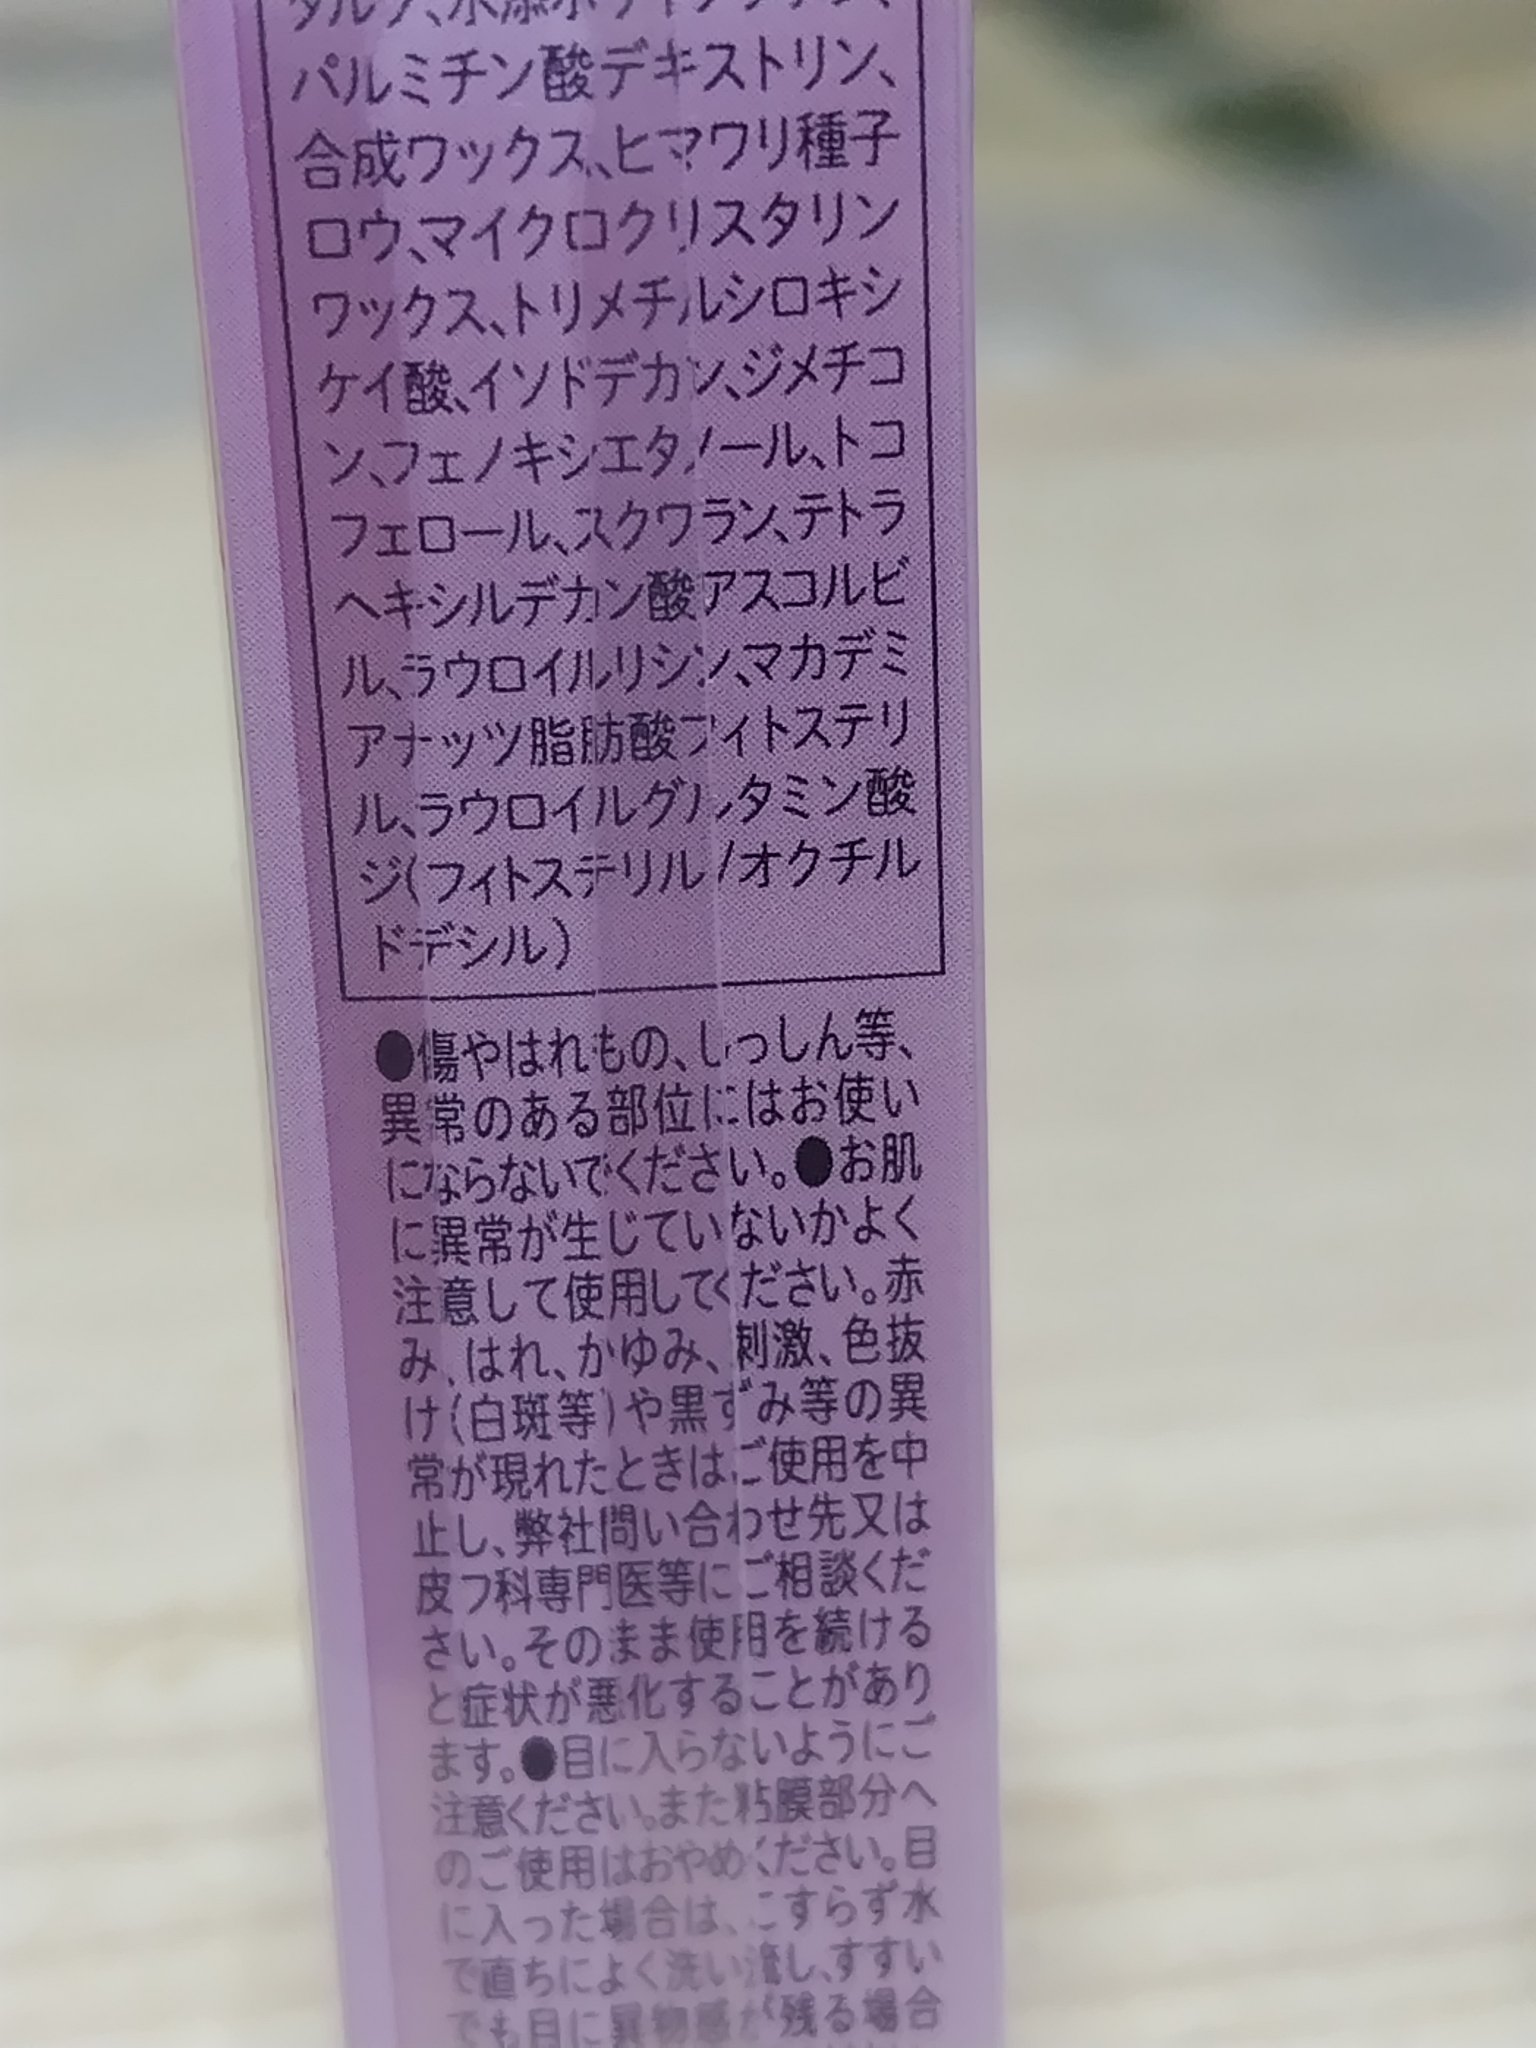 パルミチン酸デキストリン、
合成ワックス、ヒマワリ種子
ロウ、マイクロクリスタリン
ワックス、トリメチルシロキシ
ケイ酸、イソドデカン、ジメチコ
ン、フェノキシエタノール、トコ
フェロール、スクワラン、テトラ
ヘキシルデカン酸アスコルビ
ル、ラウロイルリシン、マカデミ
アナッツ脂肪酸フィトステリ
ル、ラウロイルグルタミン酸
ジ(フィトステリル/オクチル
ドデシル)
●傷やはれもの、しっしん等、
異常のある部位にはお使い
にならないでください。●お肌
に異常が生じていないかよく
注意して使用してください。赤
み、はれ、かゆみ、刺激、色抜
け(白斑等)や黒ずみ等の異
常が現れたときはご使用を中
止し、弊社問い合わせ先又は
皮フ科専門医等にご相談くだ
さい。そのまま使用を続ける
と症状が悪化することがあり
ます。●目に入らないようにご
注意ください。また粘膜部分へ
のご使用はおやめください。目
に入った場合は、こすらず水
で直ちによく洗い流し、すすい
でも目に異物感が残る場合